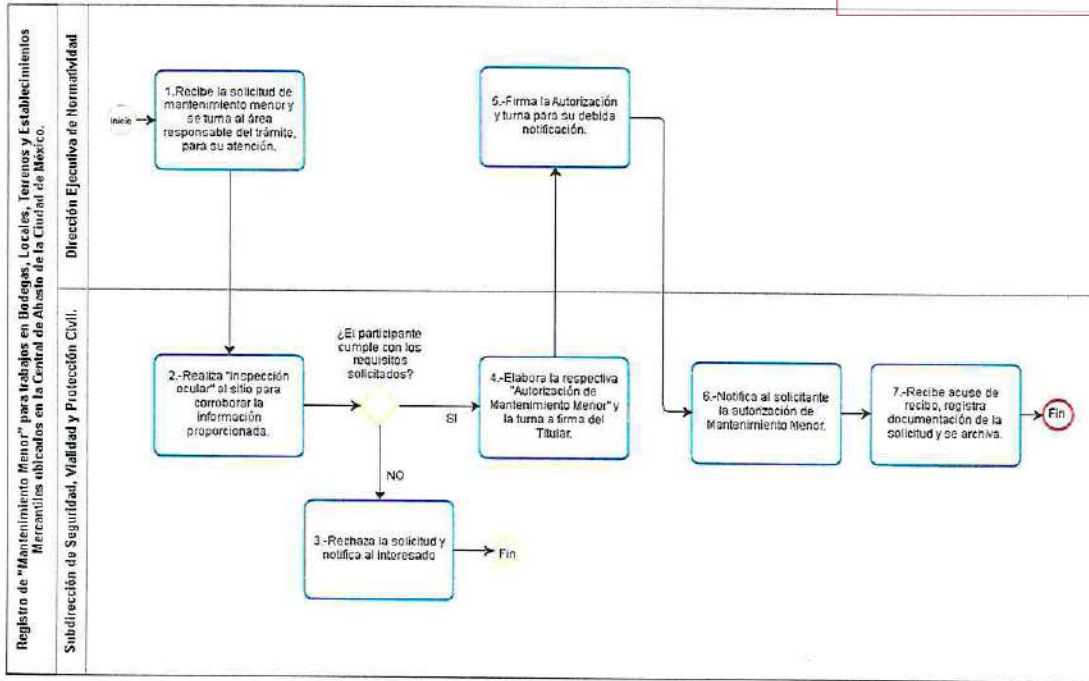 Registro de "Mantenimiento Menor" para trabajos en Bodegas, Locales, Terrenos y Establecimientos
Mercantiles ubicados en la Central de Abasto de la Ciudad de México.
Dirección Ejecutiva de Normatividad
Inicio
1.Recibe la solicitud de
mantenimiento menor y
se turna al área
responsable del trámite,
para su atención.
5.-Firma la Autorización
y turna para su debida
notificación.
Subdirección de Seguridad, Vialidad y Protección Civil.
2.-Realiza "inspección
ocular" al sitio para
corroborar la
información
proporcionada.
¿El participante
cumple con los
requisitos
solicitados?
SI
NO
4.-Elabora la respectiva
"Autorización de
Mantenimiento Menor" y
la turna a firma del
Titular.
6.-Notifica al solicitante
la autorización de
Mantenimiento Menor.
7.-Recibe acuse de
recibo, registra
documentación de la
solicitud y se archiva.
Fin
3.-Rechaza la solicitud y
notifica al interesado
Fin